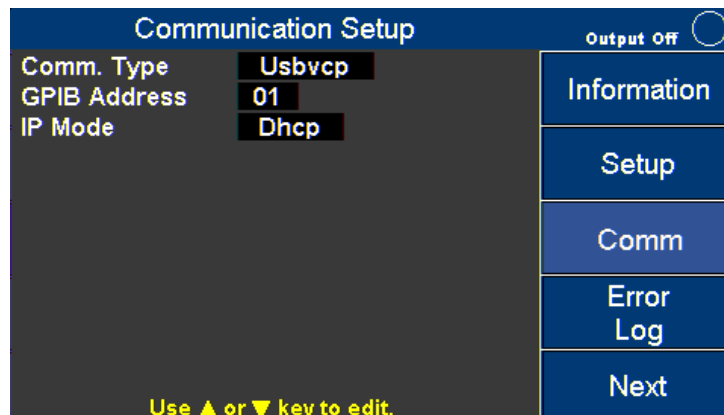 Communication Setup
Output Off
Comm. Type Usbvcp
GPIB Address 01
IP Mode Dhcp
Information
Setup
Comm
Error
Log
Next
Use ▲ or ▼ key to edit.